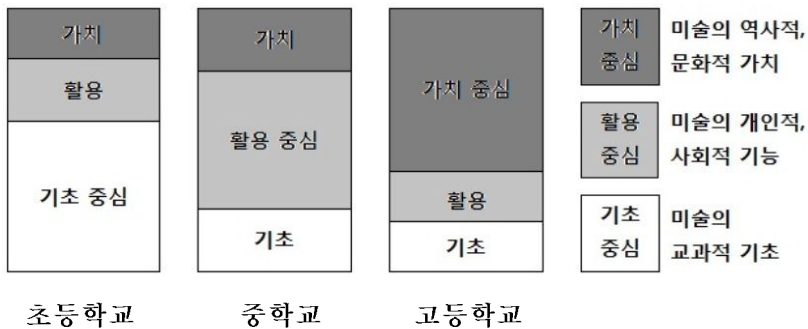 가치
활용
기초 중심
초등학교
가치
활용 중심
기초
중학교
가치 중심
활용
기초
고등학교
가치
중심
미술의 역사적,
문화적 가치
활용
중심
미술의 개인적,
사회적 기능
기초
중심
미술의
교과적 기초